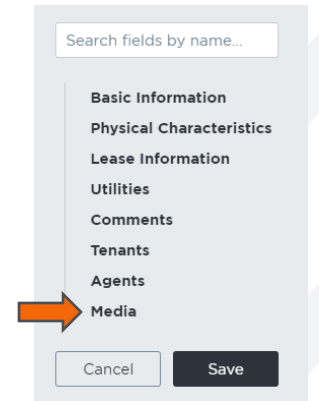 Search fields by name...
Basic Information
Physical Characteristics
Lease Information
Utilities
Comments
Tenants
Agents
Media
Cancel Save